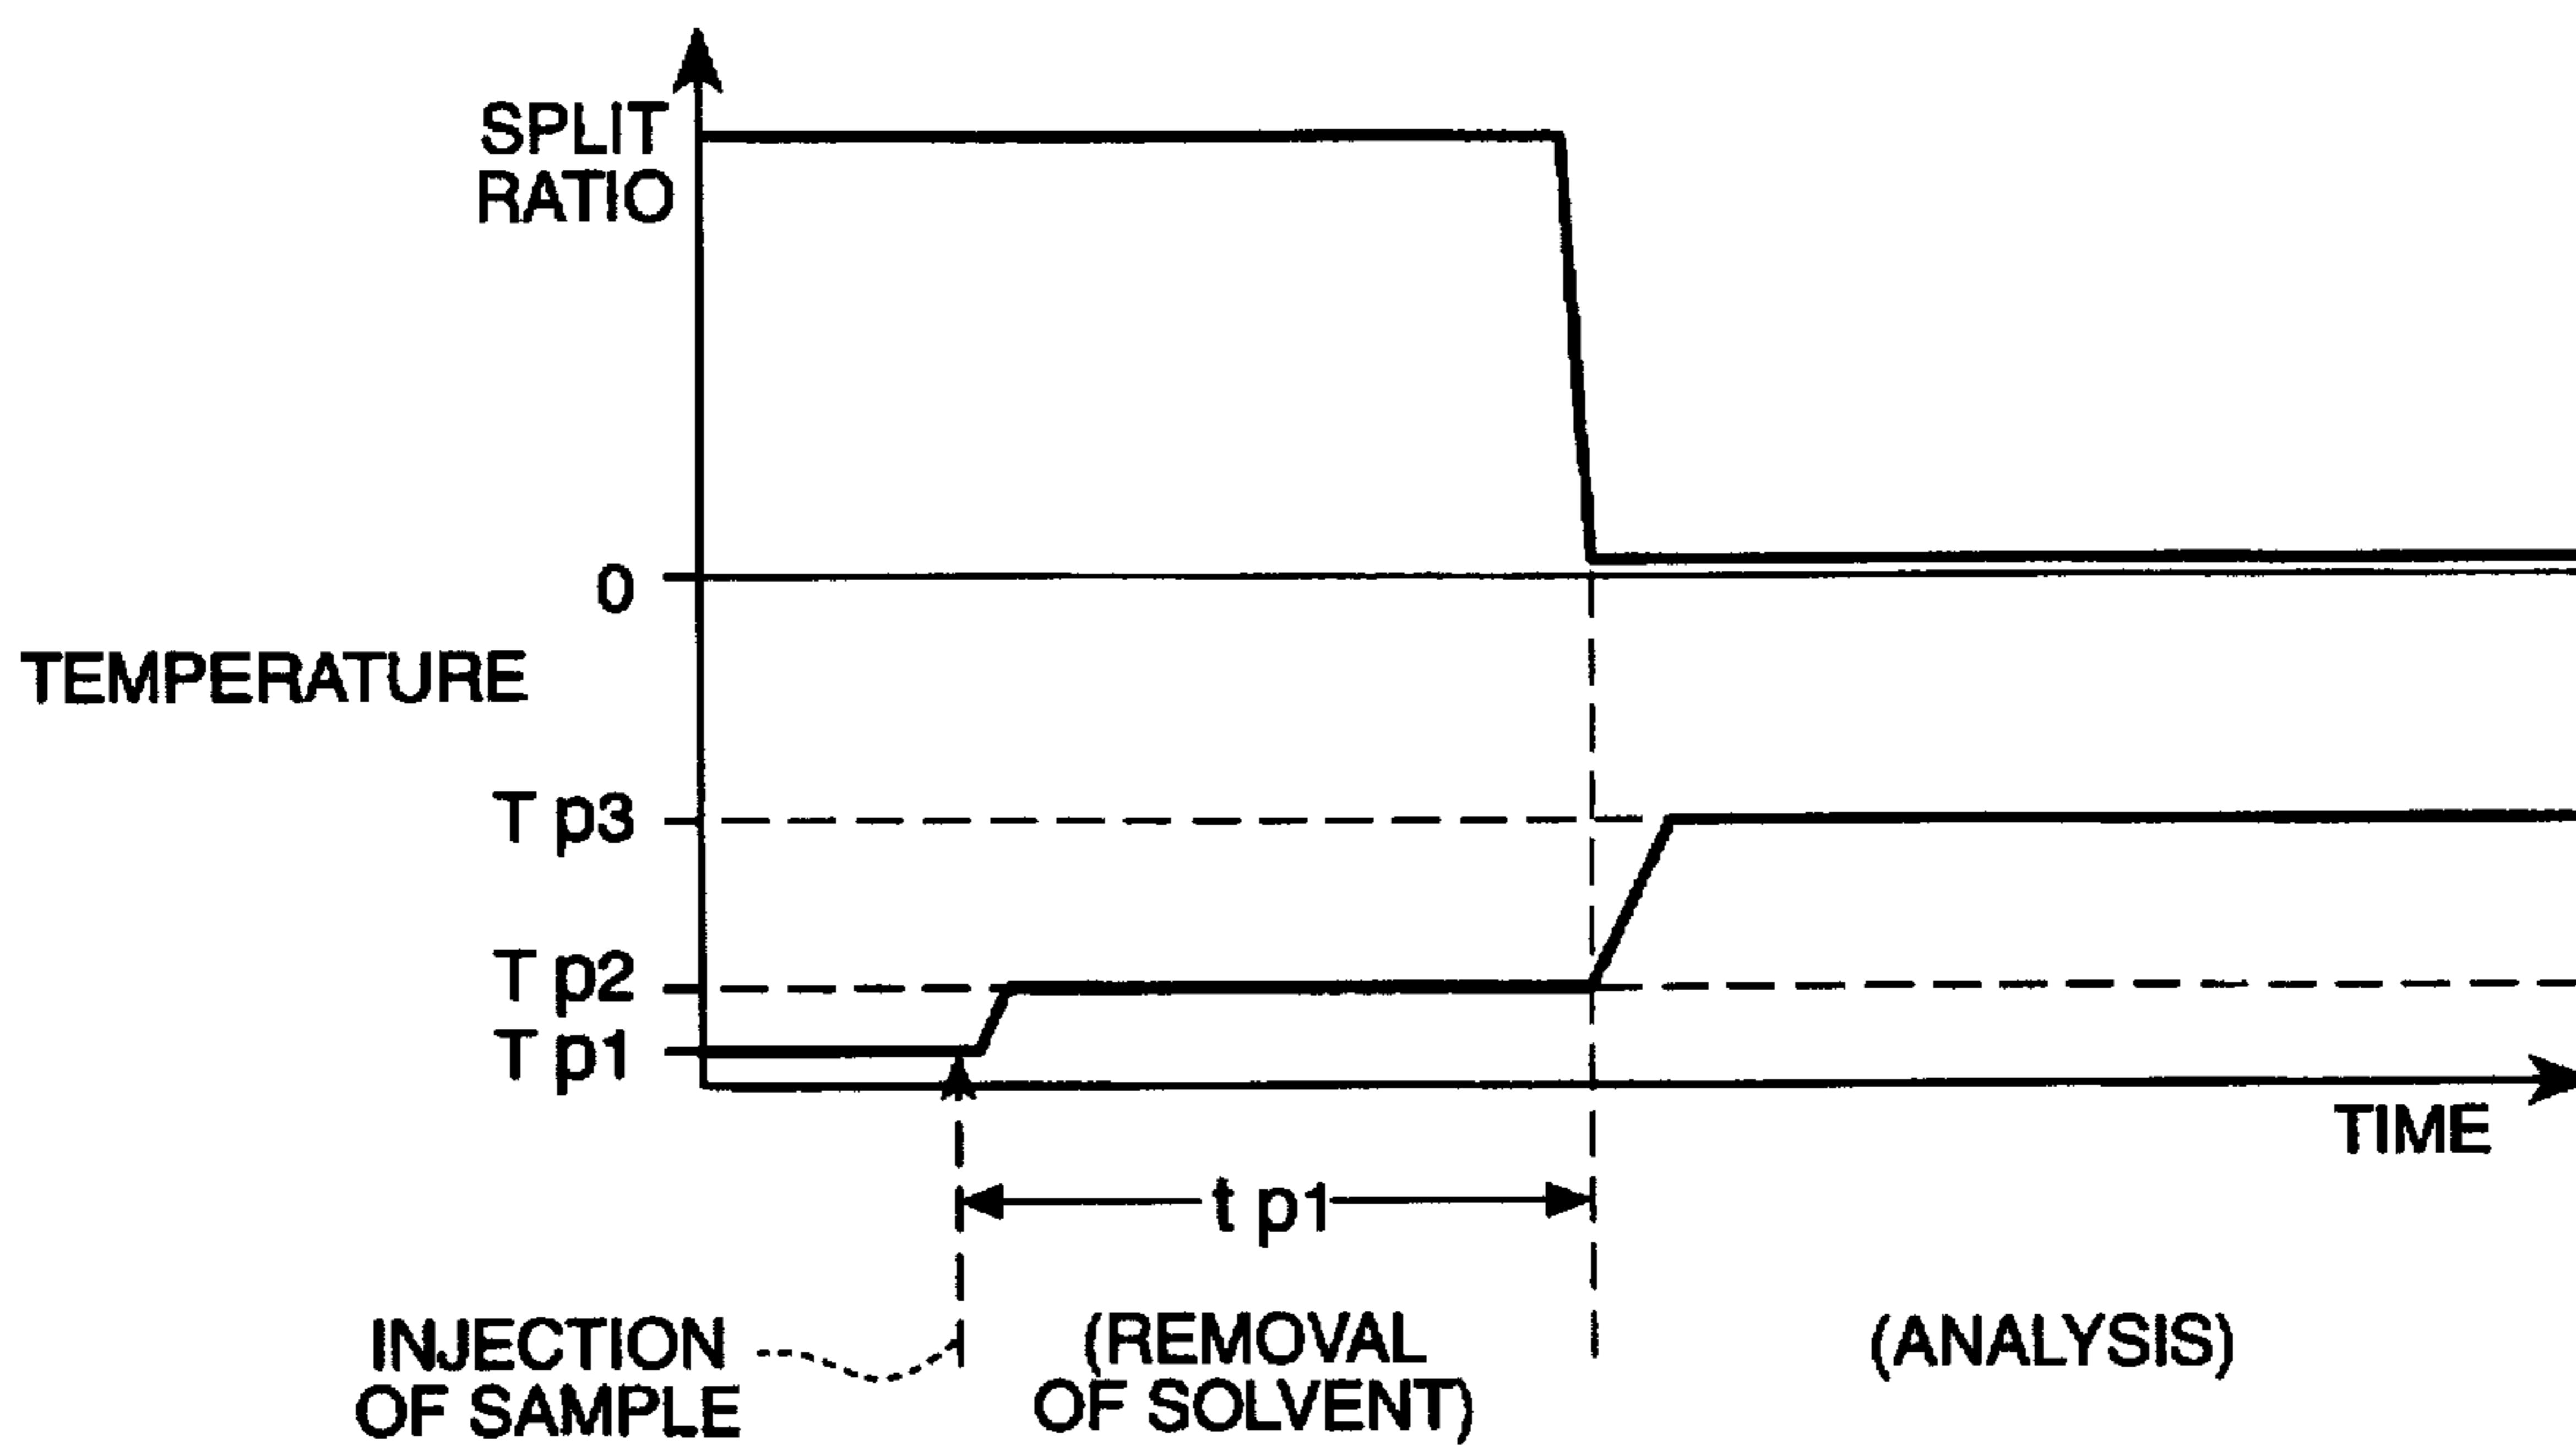 SPLIT
RATIO
0
TEMPERATURE
T p3
T p2
T p1
TIME
t p1
INJECTION
OF SAMPLE
(REMOVAL
OF SOLVENT)
(ANALYSIS)